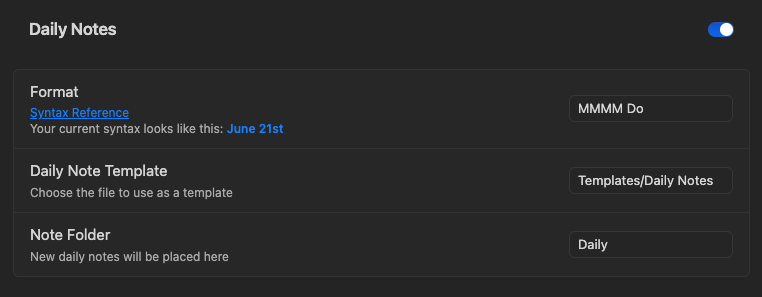 Daily Notes
Format
Syntax Reference
Your current syntax looks like this: June 21st
MMMM Do
Daily Note Template
Choose the file to use as a template
Templates/Daily Notes
Note Folder
New daily notes will be placed here
Daily